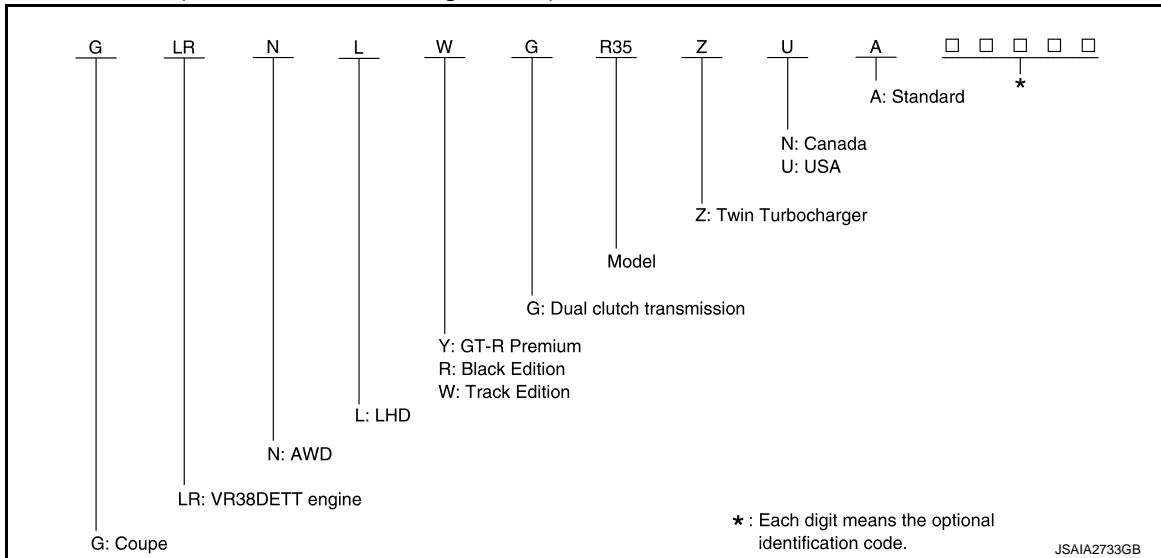 G LR N L W G R35 Z U A □ □ □ □ □
A: Standard
*
N: Canada
U: USA
Z: Twin Turbocharger
Model
G: Dual clutch transmission
Y: GT-R Premium
R: Black Edition
W: Track Edition
L: LHD
N: AWD
LR: VR38DETT engine
G: Coupe
* : Each digit means the optional
identification code.
JSAIA2733GB